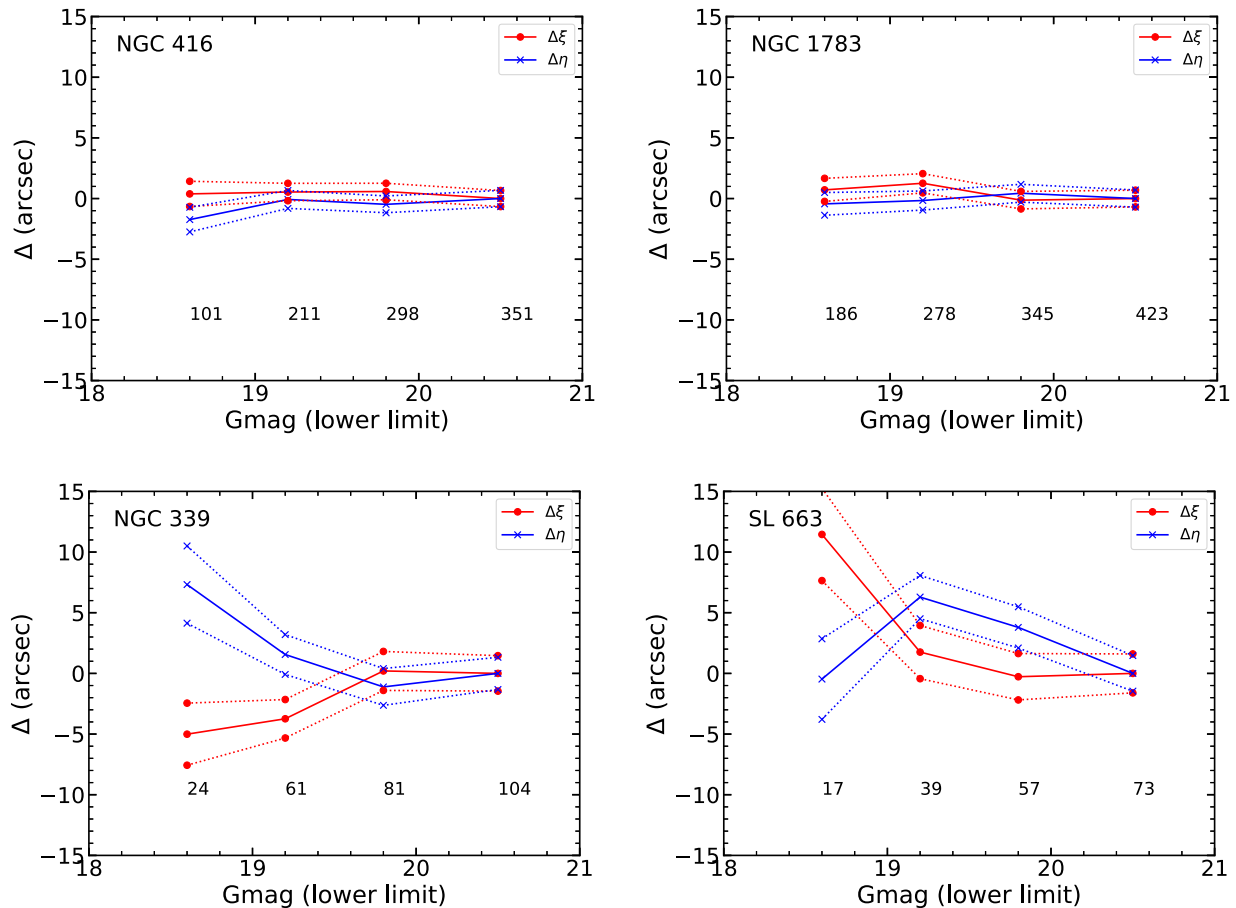 NGC 416
Δξ
Δη
15
10
5
0
−5
−10
−15
Δ (arcsec)
101 211 298 351
18 19 20 21
Gmag (lower limit)
NGC 1783
Δξ
Δη
15
10
5
0
−5
−10
−15
Δ (arcsec)
186 278 345 423
18 19 20 21
Gmag (lower limit)
NGC 339
Δξ
Δη
15
10
5
0
−5
−10
−15
Δ (arcsec)
24 61 81 104
18 19 20 21
Gmag (lower limit)
SL 663
Δξ
Δη
15
10
5
0
−5
−10
−15
Δ (arcsec)
17 39 57 73
18 19 20 21
Gmag (lower limit)